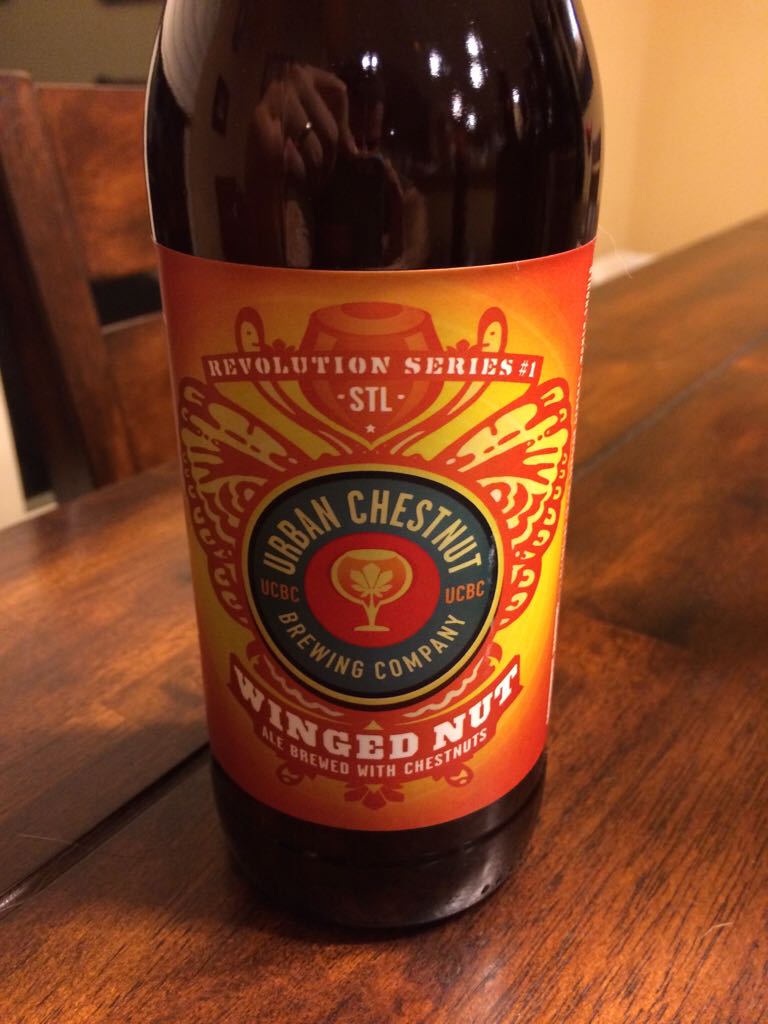 REVOLUTION SERIES #1
-STL-
URBAN CHESTNUT
UCBC UCBC
BREWING COMPANY
WINGED NUT
ALE BREWED WITH CHESTNUTS